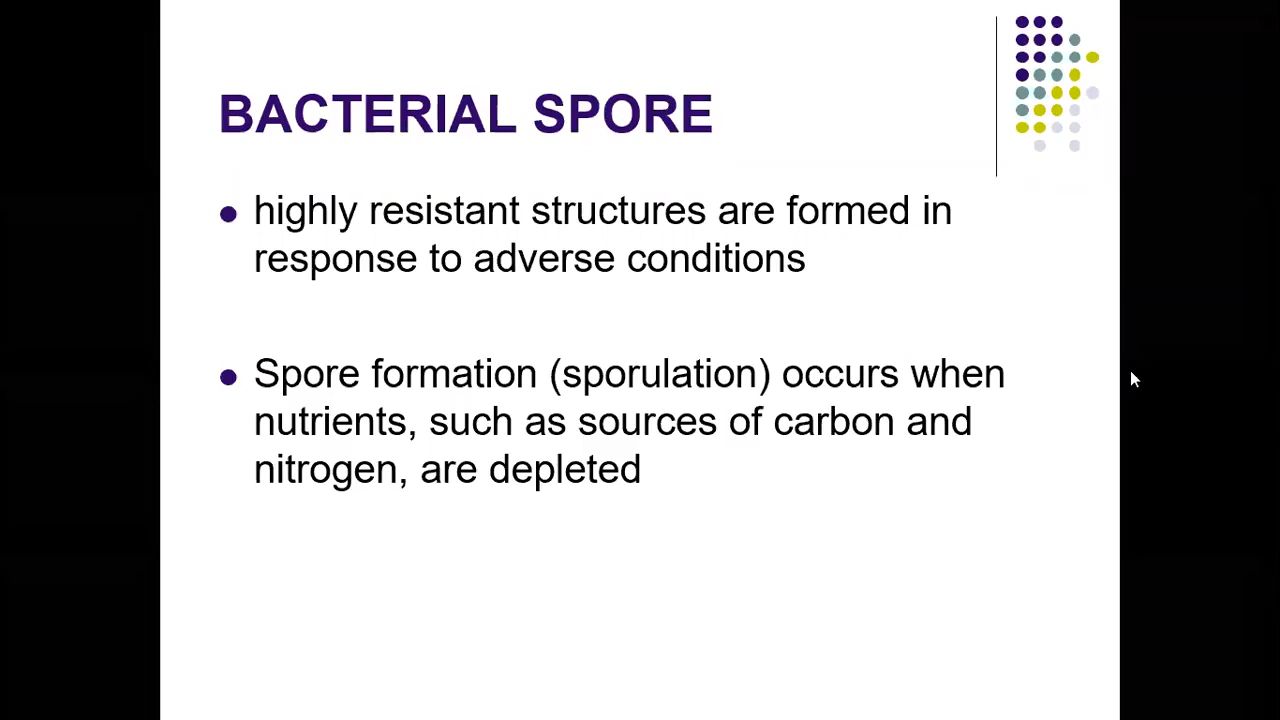 BACTERIAL SPORE
highly resistant structures are formed in
response to adverse conditions
Spore formation (sporulation) occurs when
nutrients, such as sources of carbon and
nitrogen, are depleted